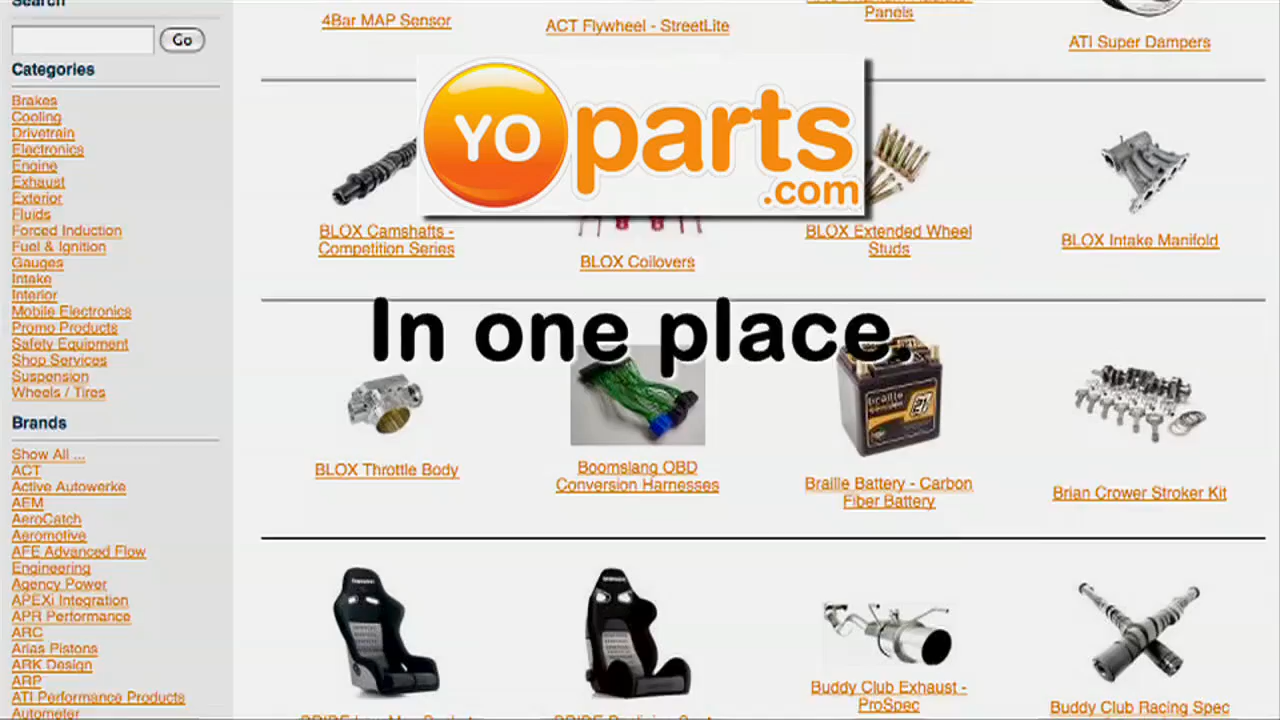 Search
Go
Categories
Brakes
Cooling
Drivetrain
Electronics
Engine
Exhaust
Exterior
Fluids
Forced Induction
Fuel & Ignition
Gauges
Intake
Interior
Mobile Electronics
Promo Products
Safety Equipment
Shop Services
Suspension
Wheels / Tires
Brands
Show All ...
ACT
Active Autowerke
AEM
AeroCatch
Aeromotive
AFE Advanced Flow
Engineering
Agency Power
APEXi Integration
APR Performance
ARC
Arias Pistons
ARK Design
ARP
ATI Performance Products
Autometer
4Bar MAP Sensor
ACT Flywheel - StreetLite
Panels
ATI Super Dampers
YO parts
.com
BLOX Camshafts -
Competition Series
BLOX Coilovers
BLOX Extended Wheel
Studs
BLOX Intake Manifold
In one place.
BLOX Throttle Body
Boomslang OBD
Conversion Harnesses
braille
21
Braille Battery - Carbon
Fiber Battery
Brian Crower Stroker Kit
Buddy Club Exhaust -
ProSpec
Buddy Club Racing Spec